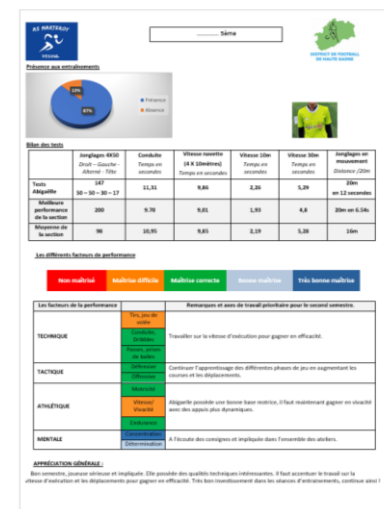 AS NARTENOT
FUTSAL
............ 5ème
DISTRICT DE FOOTBALL
DE HAUTE MARNE
Présence aux entraînements
13%
87%
Présence
Absence
Bilan des tests
Jonglages 4X50
Droit – Gauche -
Alterné - Tête
Conduite
Temps en
secondes
Vitesse navette
(4 X 10mètres)
Temps en secondes
Vitesse 10m
Temps en
secondes
Vitesse 30m
Temps en
secondes
Jonglages en
mouvement
Distance /20m
Tests
Abigaëlle
147
50 – 50 – 30 – 17
11,31
9,86
2,26
5,29
20m
en 12 secondes
Meilleure
performance
de la section
200
9.78
9,01
1,93
4,8
20m en 6.54s
Moyenne de
la section
98
10,95
9,85
2,19
5,28
16m
Les différents facteurs de performance
Non maîtrisé
Maîtrise difficile
Maîtrise correcte
Bonne maîtrise
Très bonne maîtrise
Les facteurs de la performance
Remarques et axes de travail prioritaire pour le second semestre.
TECHNIQUE
Tirs, jeu de
volée
Conduite,
Dribbles
Passes, prises
de balles
Travailler sur la vitesse d'exécution pour gagner en efficacité.
TACTIQUE
Défensive
Offensive
Continuer l'apprentissage des différentes phases de jeu en augmentant les
courses et les déplacements.
ATHLÉTIQUE
Motricité
Vitesse/
Vivacité
Endurance
Abigaelle possède une bonne base motrice, il faut maintenant gagner en vivacité
avec des appuis plus dynamiques.
MENTALE
Concentration
Détermination
A l'écoute des consignes et impliquée dans l'ensemble des ateliers.
APPRÉCIATION GÉNÉRALE :
Bon semestre, joueuse sérieuse et impliquée. Elle possède des qualités techniques intéressantes. Il faut accentuer le travail sur la
vitesse d'exécution et les déplacements pour gagner en efficacité. Très bon investissement dans les séances d'entrainements, continue ainsi !